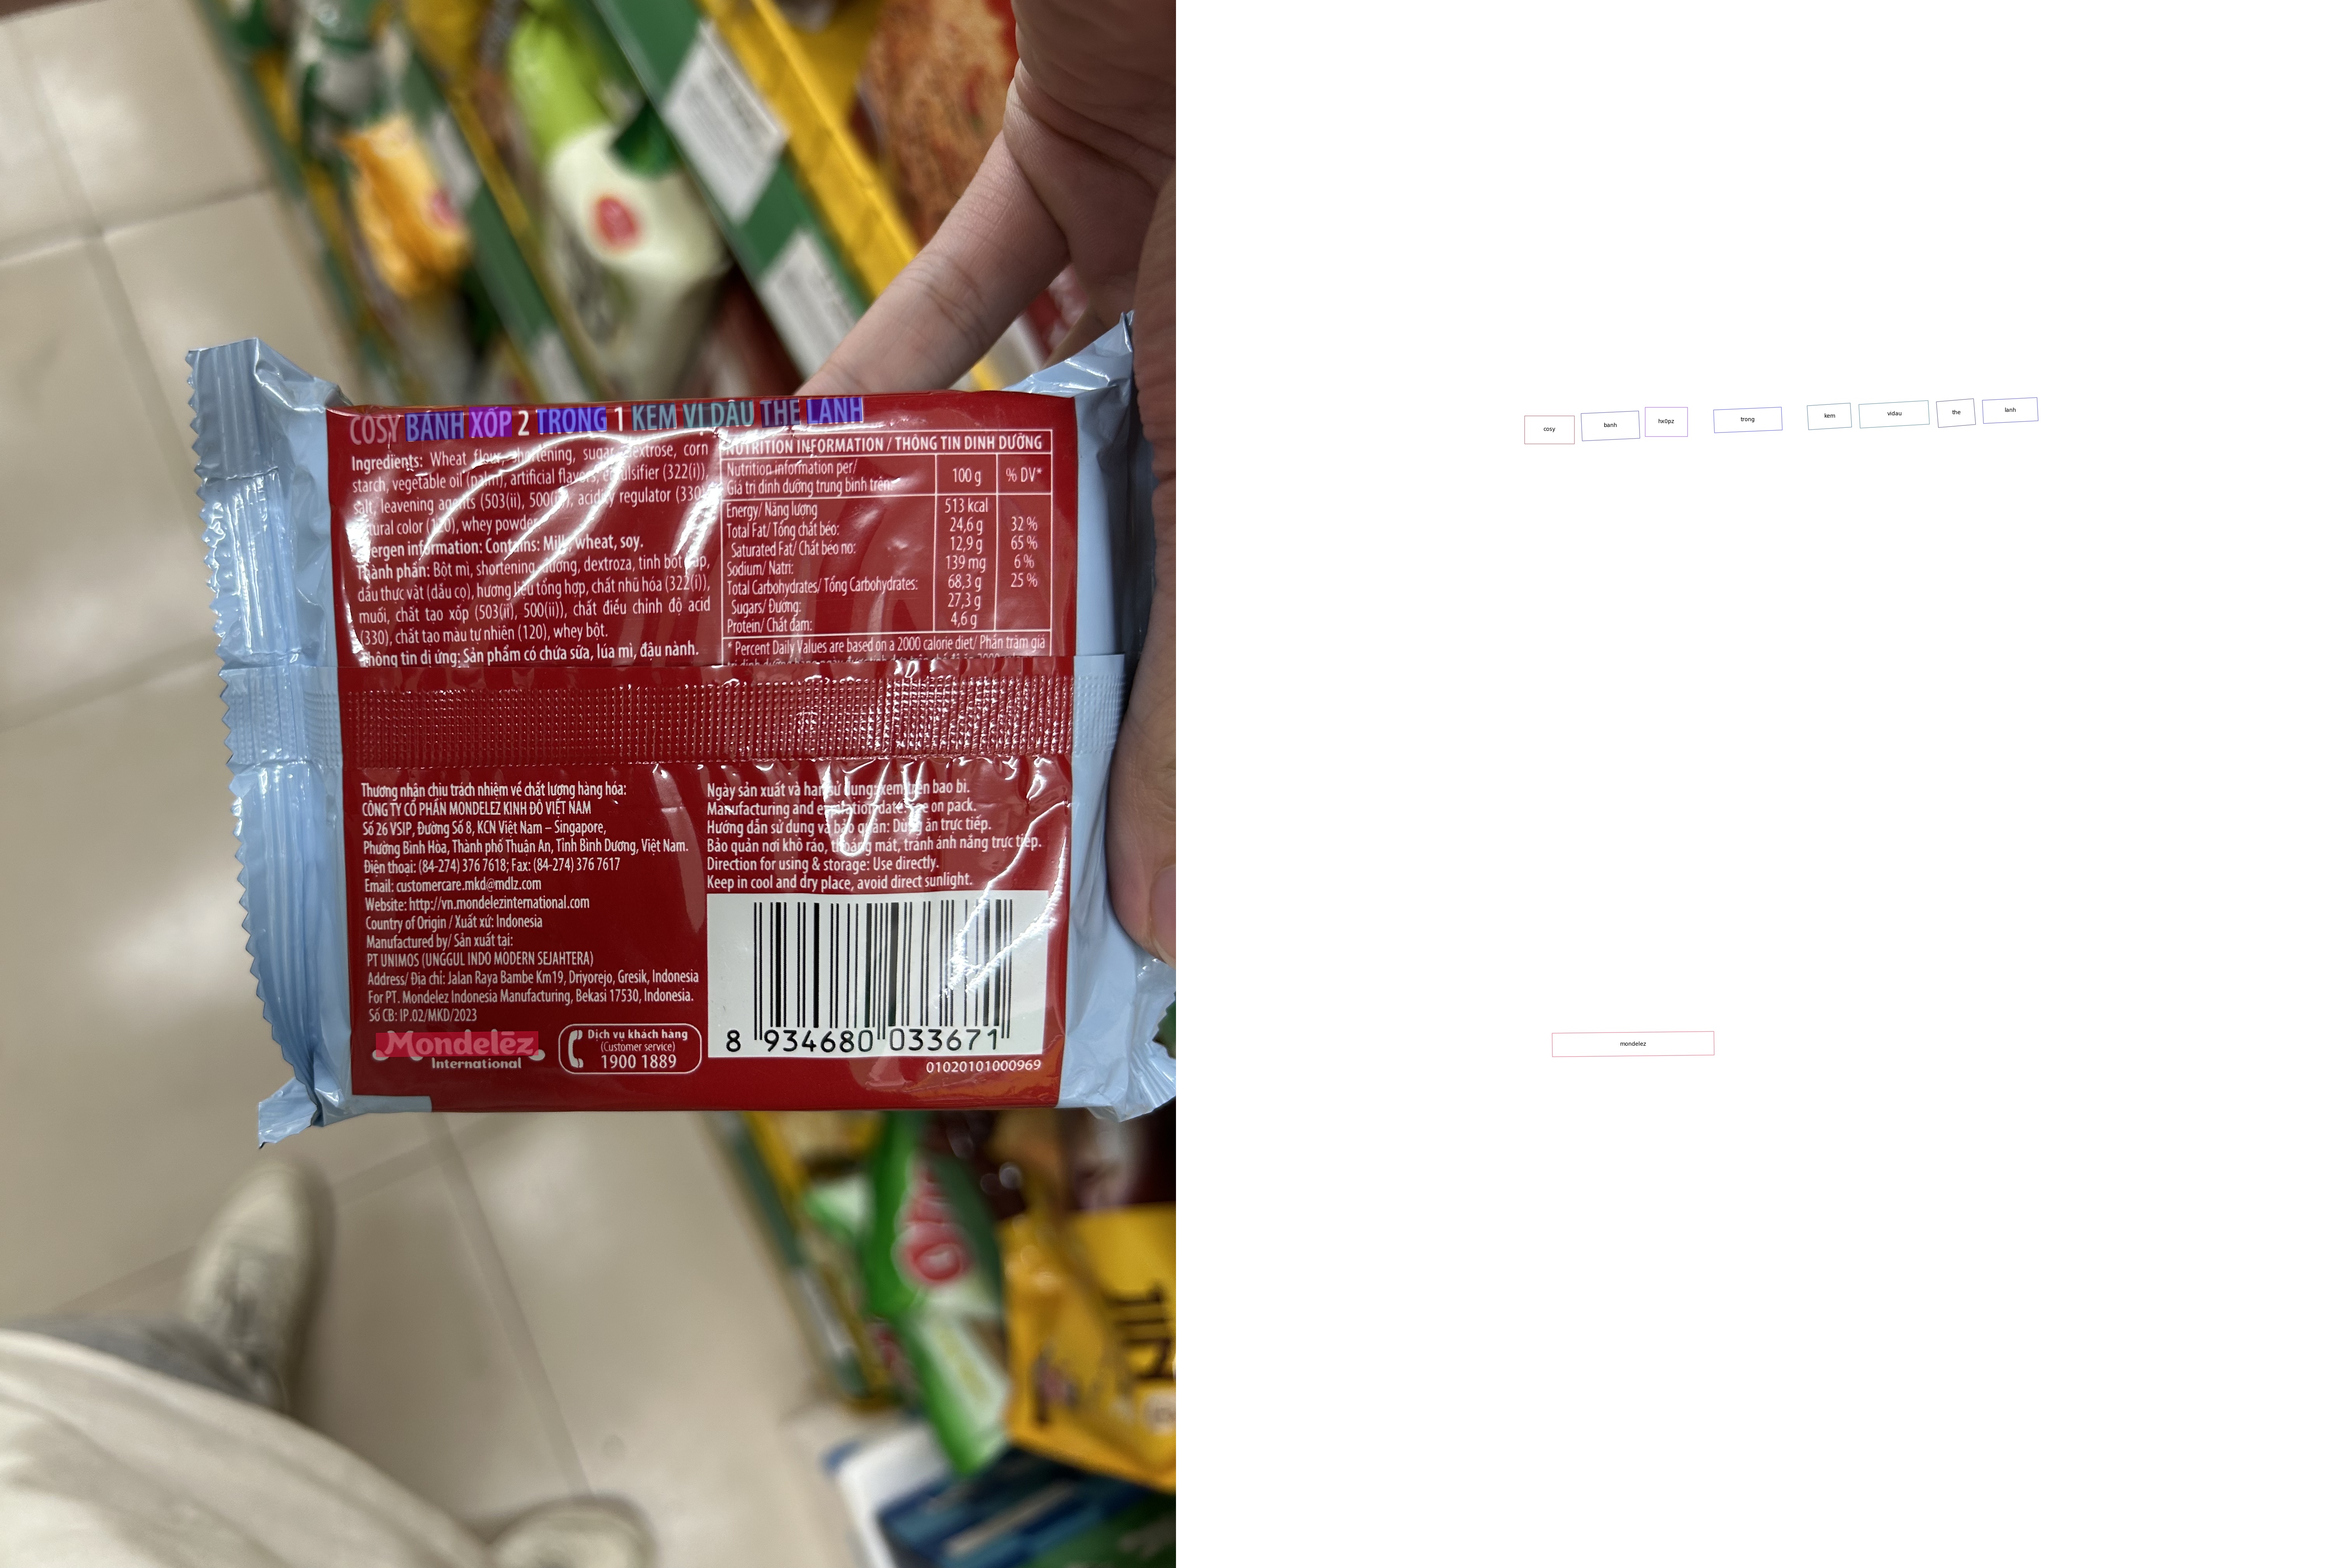 COSY BÁNH XỐP 2 TRONG 1 KEM VỊ DÂU THE LẠNH
Ingredients: Wheat flour, shortening, sugar, dextrose, corn
starch, vegetable oil (palm), artificial flavors, emulsifier (322(i)),
salt, leavening agents (503(ii), 500(ii)), acidity regulator (330),
natural color (120), whey powder.
Allergen information: Contains: Milk, wheat, soy.
Thành phần: Bột mì, shortening, đường, dextroza, tinh bột bắp,
dầu thực vật (dầu cọ), hương liệu tổng hợp, chất nhũ hóa (322(i)),
muối, chất tạo xốp (503(ii), 500(ii)), chất điều chỉnh độ acid
(330), chất tạo màu tự nhiên (120), whey bột.
Thông tin dị ứng: Sản phẩm có chứa sữa, lúa mì, đậu nành.
NUTRITION INFORMATION / THÔNG TIN DINH DƯỠNG
Nutrition information per/ 100 g % DV*
Giá trị dinh dưỡng trung bình trên:
Energy/ Năng lượng 513 kcal
Total Fat/ Tổng chất béo: 24,6 g 32 %
Saturated Fat/ Chất béo no: 12,9 g 65 %
Sodium/ Natri: 139 mg 6 %
Total Carbohydrates/ Tổng Carbohydrates: 68,3 g 25 %
Sugars/ Đường: 27,3 g
Protein/ Chất đạm: 4,6 g
* Percent Daily Values are based on a 2000 calorie diet/ Phần trăm giá
Thương nhân chịu trách nhiệm về chất lượng hàng hóa:
CÔNG TY CỔ PHẦN MONDELEZ KINH ĐÔ VIỆT NAM
Số 26 VSIP, Đường Số 8, KCN Việt Nam – Singapore,
Phường Bình Hòa, Thành phố Thuận An, Tỉnh Bình Dương, Việt Nam.
Điện thoại: (84-274) 376 7618; Fax: (84-274) 376 7617
Email: customercare.mkd@mdlz.com
Website: http://vn.mondelezinternational.com
Country of Origin / Xuất xứ: Indonesia
Manufactured by/ Sản xuất tại:
PT UNIMOS (UNGGUL INDO MODERN SEJAHTERA)
Address/ Địa chỉ: Jalan Raya Bambe Km19, Driyorejo, Gresik, Indonesia
For PT. Mondelez Indonesia Manufacturing, Bekasi 17530, Indonesia.
Số CB: IP.02/MKD/2023
Mondelēz
International
Dịch vụ khách hàng
(Customer service)
1900 1889
Ngày sản xuất và hạn sử dụng: xem trên bao bì.
Manufacturing and expiration date: see on pack.
Hướng dẫn sử dụng và bảo quản: Dùng ăn trực tiếp.
Bảo quản nơi khô ráo, thoáng mát, tránh ánh nắng trực tiếp.
Direction for using & storage: Use directly.
Keep in cool and dry place, avoid direct sunlight.
8 934680 033671
01020101000969
cosy banh hx0pz trong kem vidau the lanh
mondelez